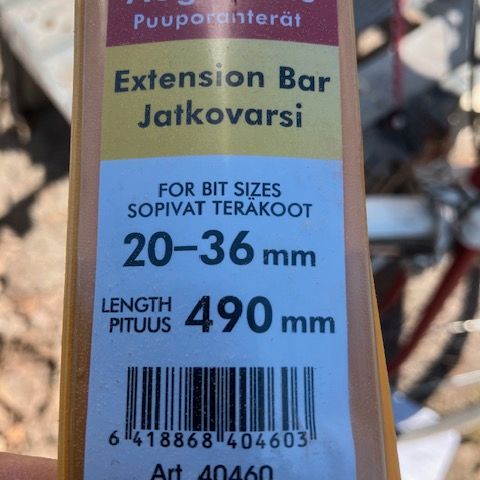 Puuporanterät
Extension Bar
Jatkovarsi
FOR BIT SIZES
SOPIVAT TERÄKOOT
20–36 mm
LENGTH
PITUUS 490 mm
6 418868 404603
Art. 40460